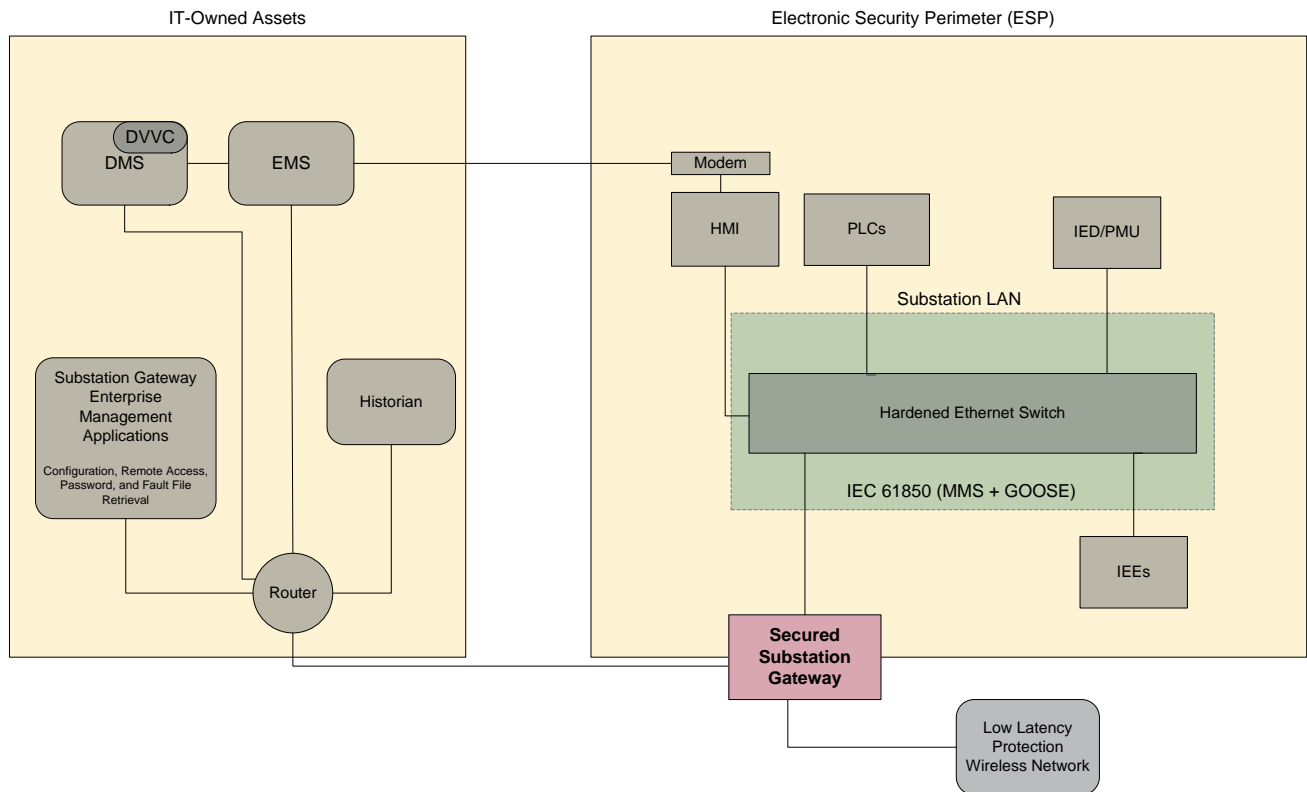 IT-Owned Assets
Electronic Security Perimeter (ESP)
DVVC
DMS
EMS
Modem
HMI
PLCs
IED/PMU
Substation LAN
Substation Gateway
Enterprise
Management
Applications
Configuration, Remote Access,
Password, and Fault File
Retrieval
Historian
Hardened Ethernet Switch
IEC 61850 (MMS + GOOSE)
IEEs
Router
Secured
Substation
Gateway
Low Latency
Protection
Wireless Network